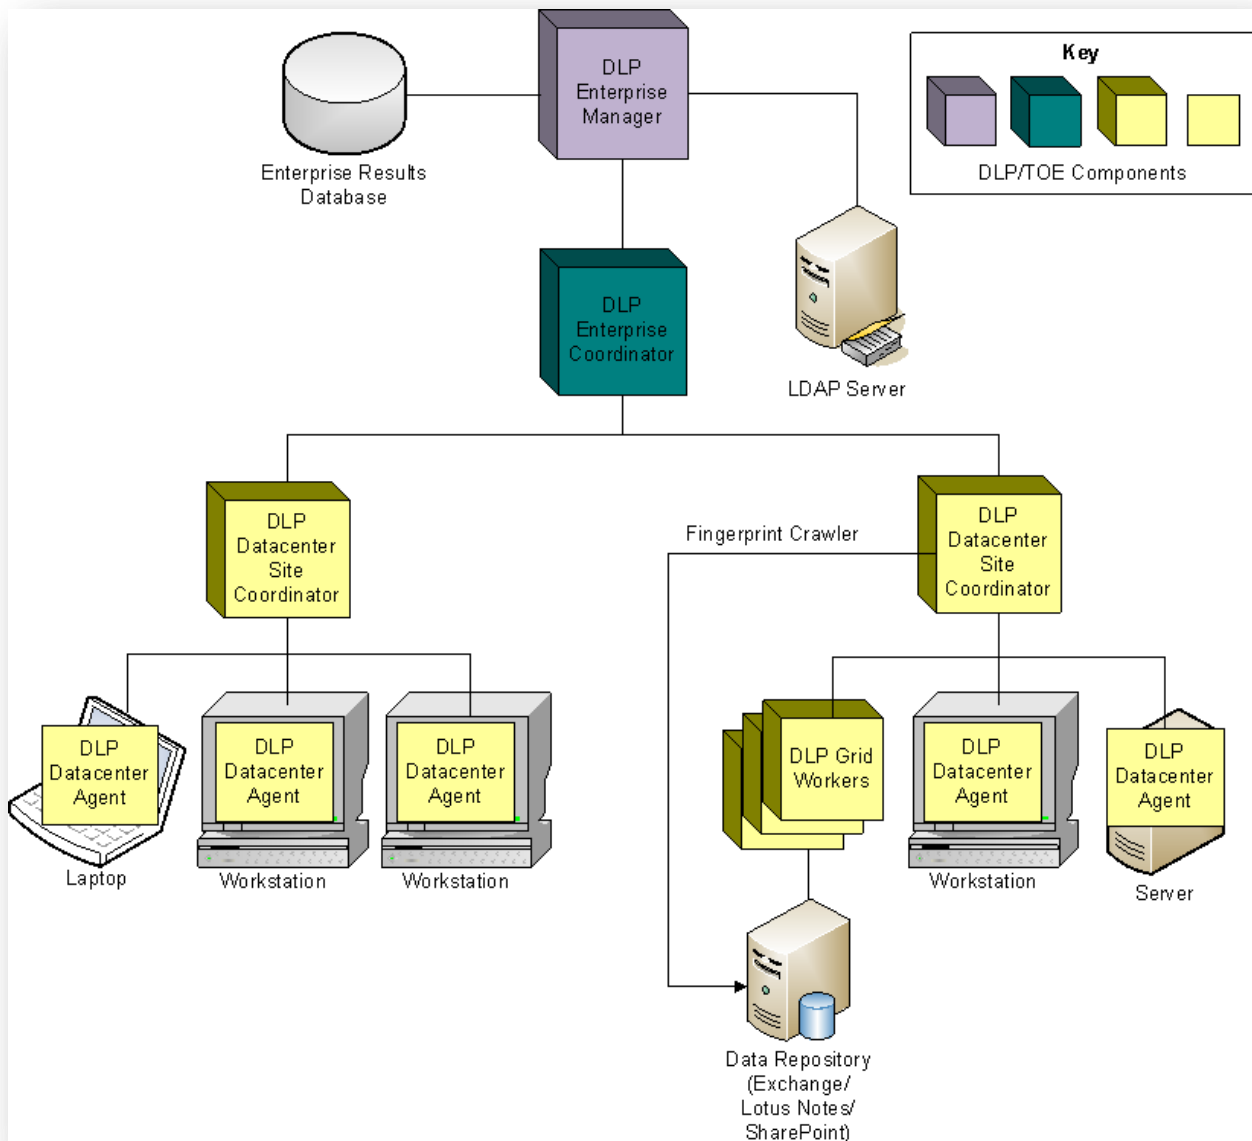 DLP
Enterprise
Manager
Key
DLP/TOE Components
Enterprise Results
Database
DLP
Enterprise
Coordinator
LDAP Server
DLP
Datacenter
Site
Coordinator
Fingerprint Crawler
DLP
Datacenter
Site
Coordinator
DLP
Datacenter
Agent
Laptop
DLP
Datacenter
Agent
Workstation
DLP
Datacenter
Agent
Workstation
DLP Grid
Workers
DLP
Datacenter
Agent
Workstation
DLP
Datacenter
Agent
Server
Data Repository
(Exchange/
Lotus Notes/
SharePoint)